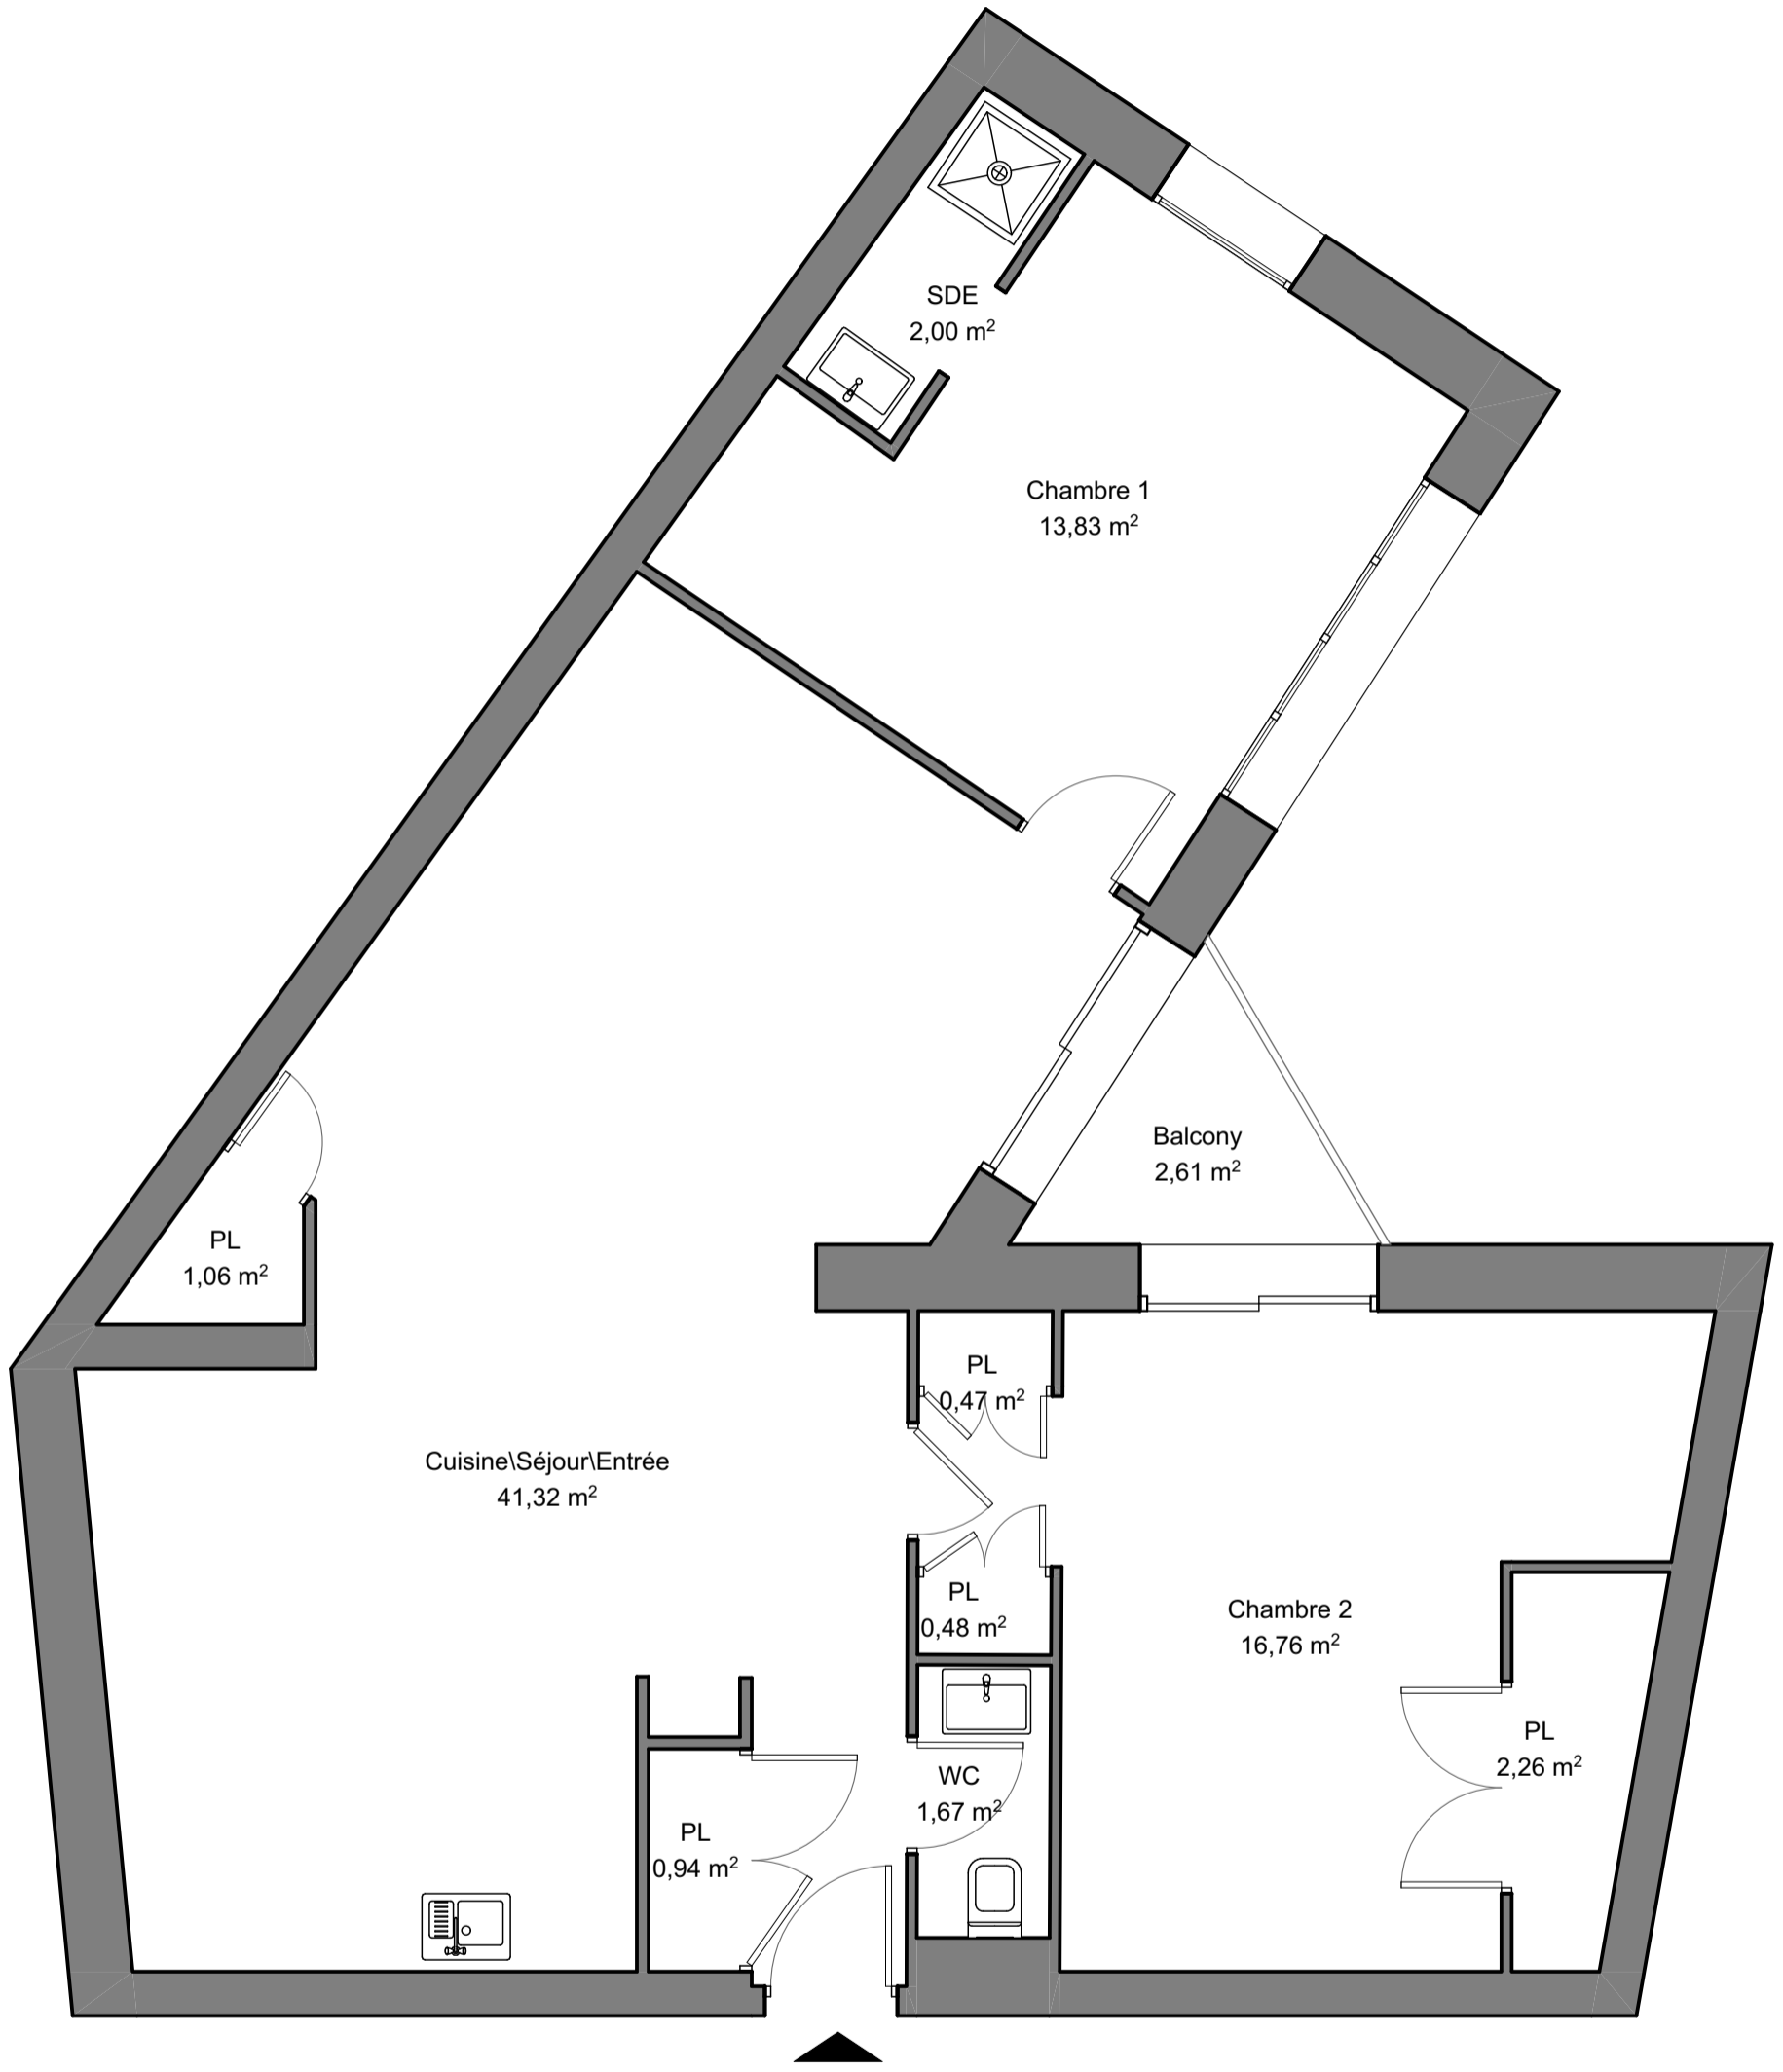 SDE
2,00 m²
Chambre 1
13,83 m²
Balcony
2,61 m²
PL
1,06 m²
PL
0,47 m²
Cuisine\Séjour\Entrée
41,32 m²
PL
0,48 m²
Chambre 2
16,76 m²
PL
2,26 m²
WC
1,67 m²
PL
0,94 m²